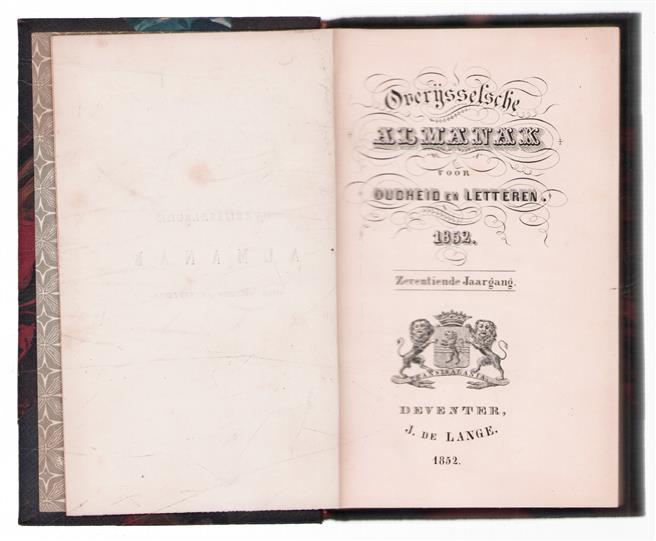 Overijsselsche
ALMANAK
VOOR
OUDHEID EN LETTEREN.
1852.
Zeventiende Jaargang.
DEVENTER,
J. DE LANGE.
1852.